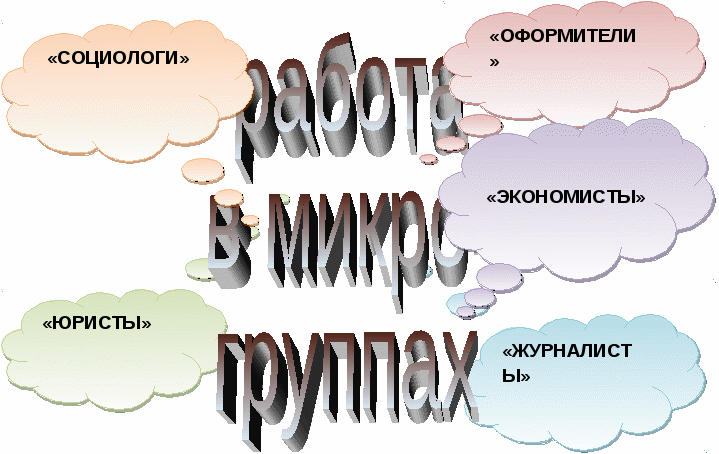 «СОЦИОЛОГИ»
«ОФОРМИТЕЛИ
»
работа
«ЭКОНОМИСТЫ»
в микро
«ЮРИСТЫ»
группах
«ЖУРНАЛИСТ
Ы»